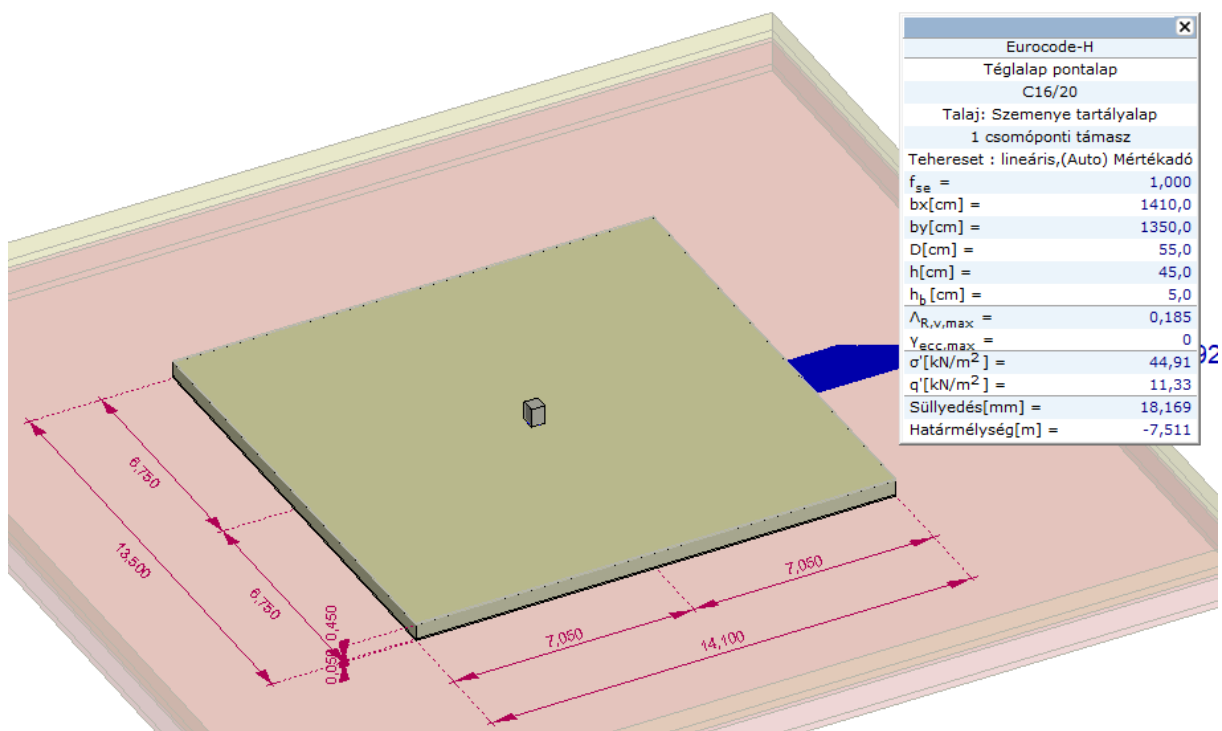 Eurocode-H
Téglalap pontalap
C16/20
Talaj: Szemenye tartályalap
1 csomóponti támasz
Tehereset : lineáris,(Auto) Mértékadó
f_se = 1,000
bx[cm] = 1410,0
by[cm] = 1350,0
D[cm] = 55,0
h[cm] = 45,0
h_b [cm] = 5,0
Λ_R,v,max = 0,185
γ_ecc,max = 0
σ'[kN/m²] = 44,91
q'[kN/m²] = 11,33
Süllyedés[mm] = 18,169
Határmélység[m] = -7,511
92
6,750
13,500
6,750
0,450
0,050
7,050
7,050
14,100